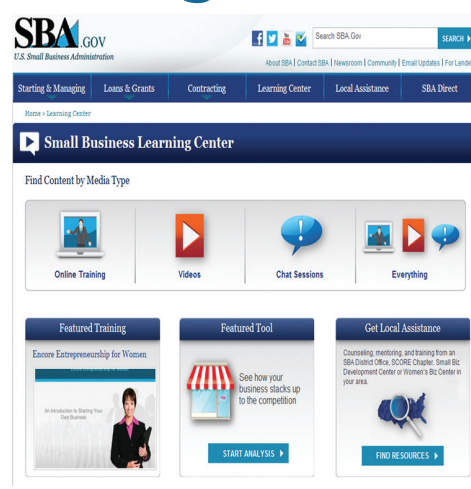 SBA.GOV
U.S. Small Business Administration
Search SBA.Gov
SEARCH
About SBA | Contact SBA | Newsroom | Community | Email Updates | For Lende
Starting & Managing
Loans & Grants
Contracting
Learning Center
Local Assistance
SBA Direct
Home > Learning Center
Small Business Learning Center
Find Content by Media Type
Online Training
Videos
Chat Sessions
Everything
Featured Training
Encore Entrepreneurship for Women
An Introduction to Starting Your
Own Business
Featured Tool
See how your
business stacks up
to the competition
START ANALYSIS
Get Local Assistance
Counseling, mentoring, and training from an
SBA District Office, SCORE Chapter, Small Biz
Development Center or Women's Biz Center in
your area.
FIND RESOURCES